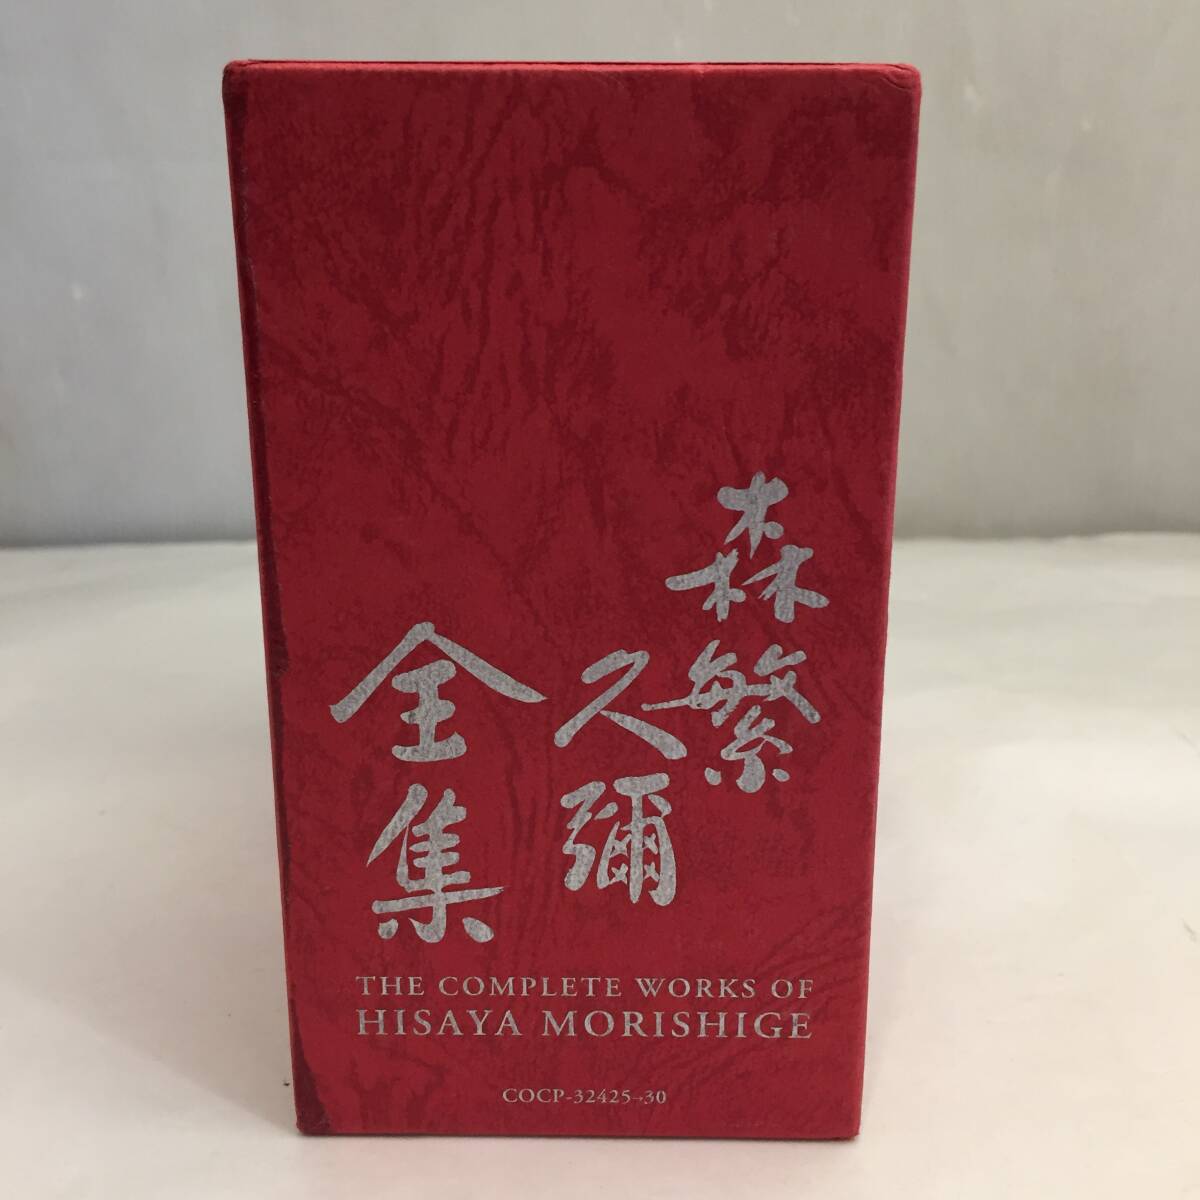 森繁
久彌
全集
THE COMPLETE WORKS OF
HISAYA MORISHIGE
COCP-32425→30